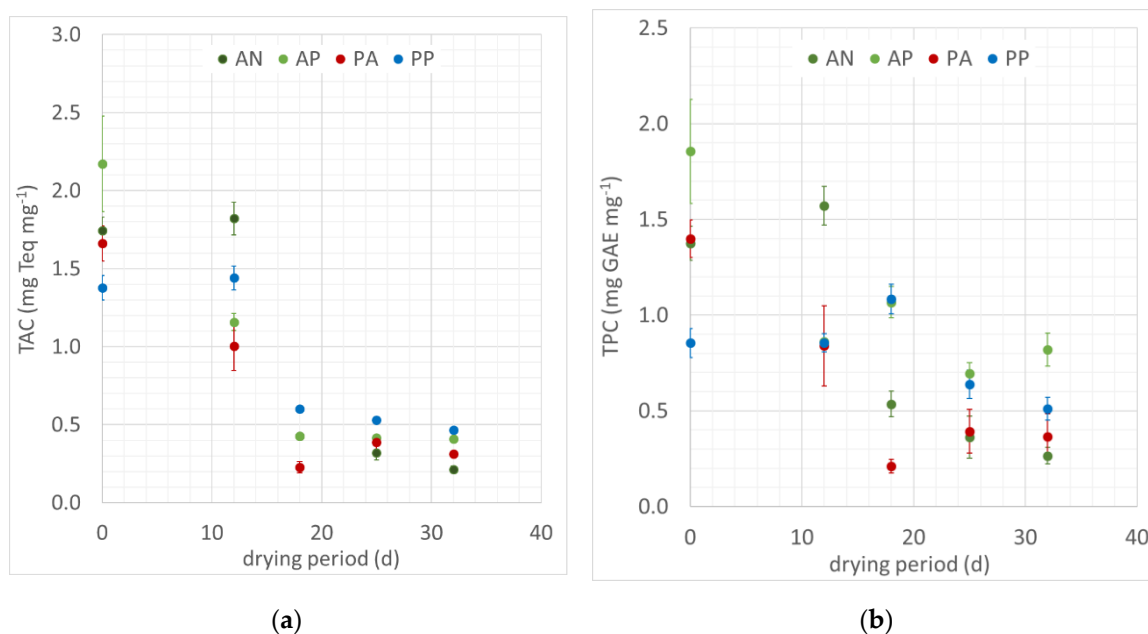 3.0
2.5
2.0
1.5
1.0
0.5
0.0
AN AP PA PP
TAC (mg Teq mg⁻¹)
0 10 20 30 40
drying period (d)
(a)
2.5
2.0
1.5
1.0
0.5
0.0
AN AP PA PP
TPC (mg GAE mg⁻¹)
0 10 20 30 40
drying period (d)
(b)